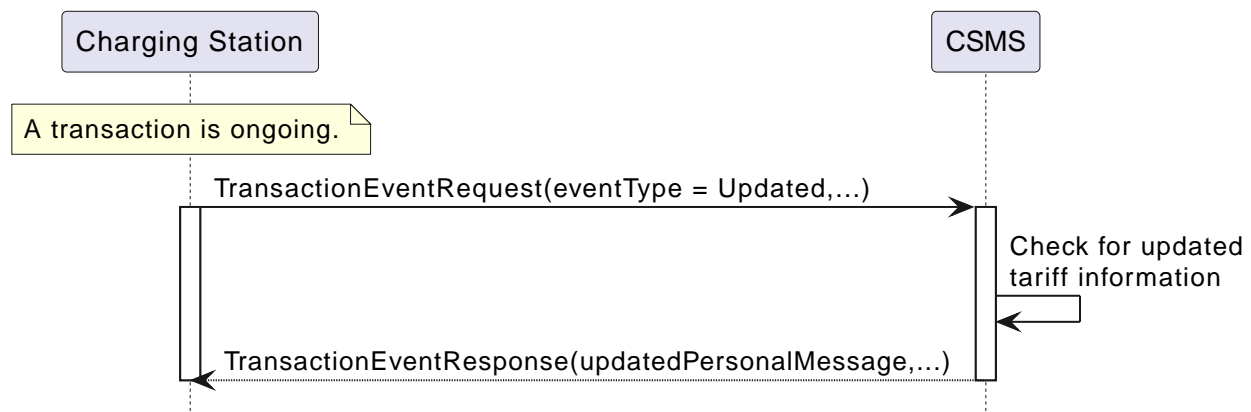 Charging Station
CSMS
A transaction is ongoing.
TransactionEventRequest(eventType = Updated,...)
Check for updated
tariff information
TransactionEventResponse(updatedPersonalMessage,...)